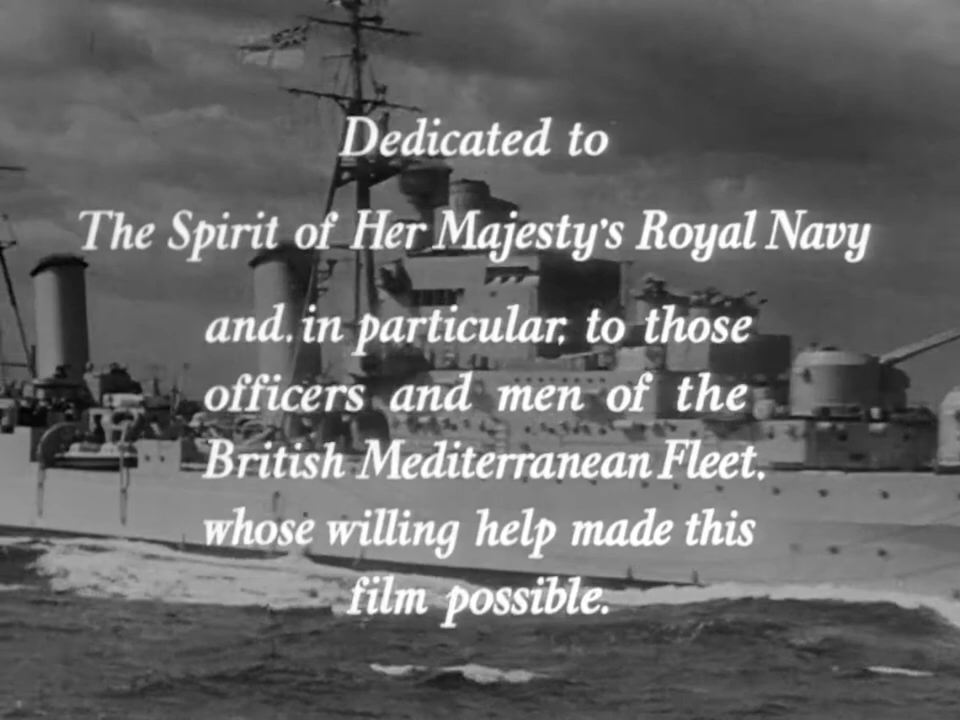 Dedicated to
The Spirit of Her Majesty's Royal Navy
and, in particular, to those
officers and men of the
British Mediterranean Fleet,
whose willing help made this
film possible.